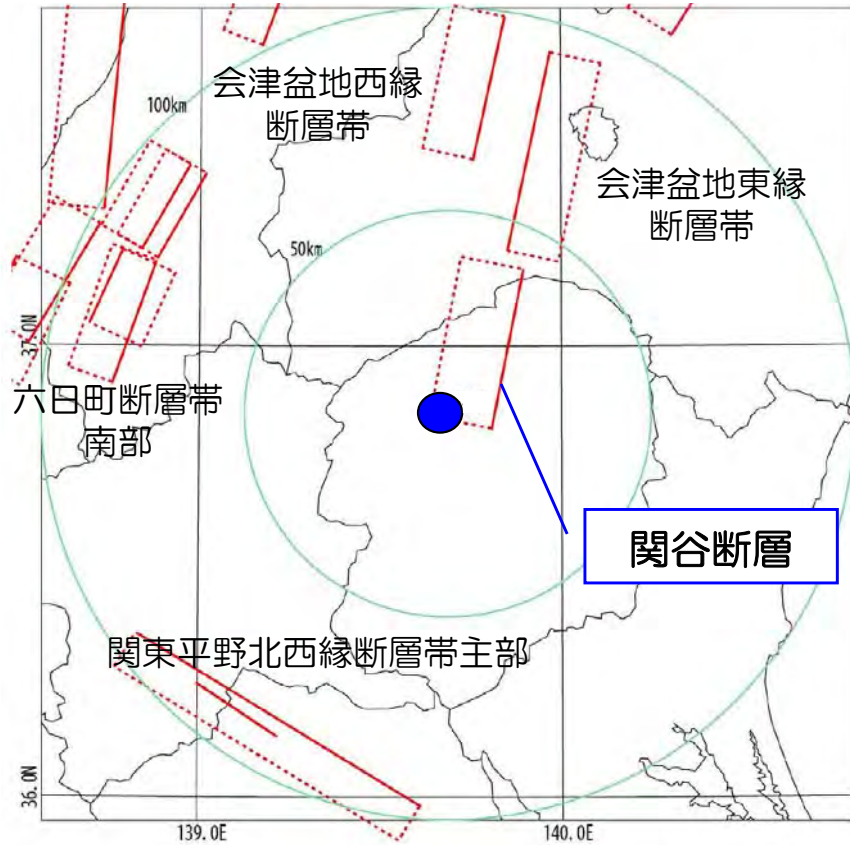 会津盆地西縁
断層帯
100km
会津盆地東縁
断層帯
50km
37.0N
六日町断層帯
南部
関谷断層
関東平野北西縁断層帯主部
36.0N
139.0E
140.0E